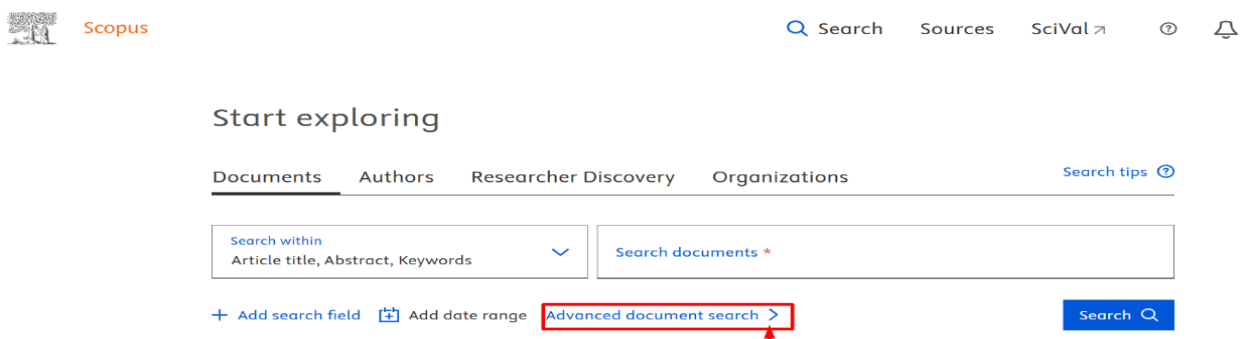 Scopus Search Sources SciVal
Start exploring
Documents Authors Researcher Discovery Organizations Search tips
Search within
Article title, Abstract, Keywords
Search documents *
+ Add search field Add date range Advanced document search > Search